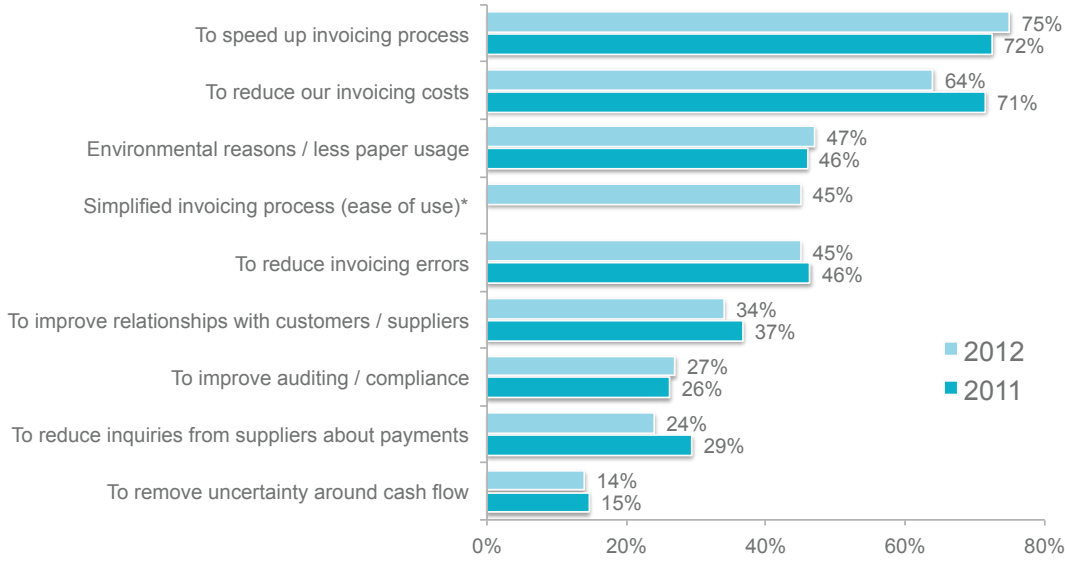 To speed up invoicing process
75%
72%
To reduce our invoicing costs
64%
71%
Environmental reasons / less paper usage
47%
46%
Simplified invoicing process (ease of use)*
45%
To reduce invoicing errors
45%
46%
To improve relationships with customers / suppliers
34%
37%
To improve auditing / compliance
27%
26%
To reduce inquiries from suppliers about payments
24%
29%
To remove uncertainty around cash flow
14%
15%
2012
2011
0% 20% 40% 60% 80%